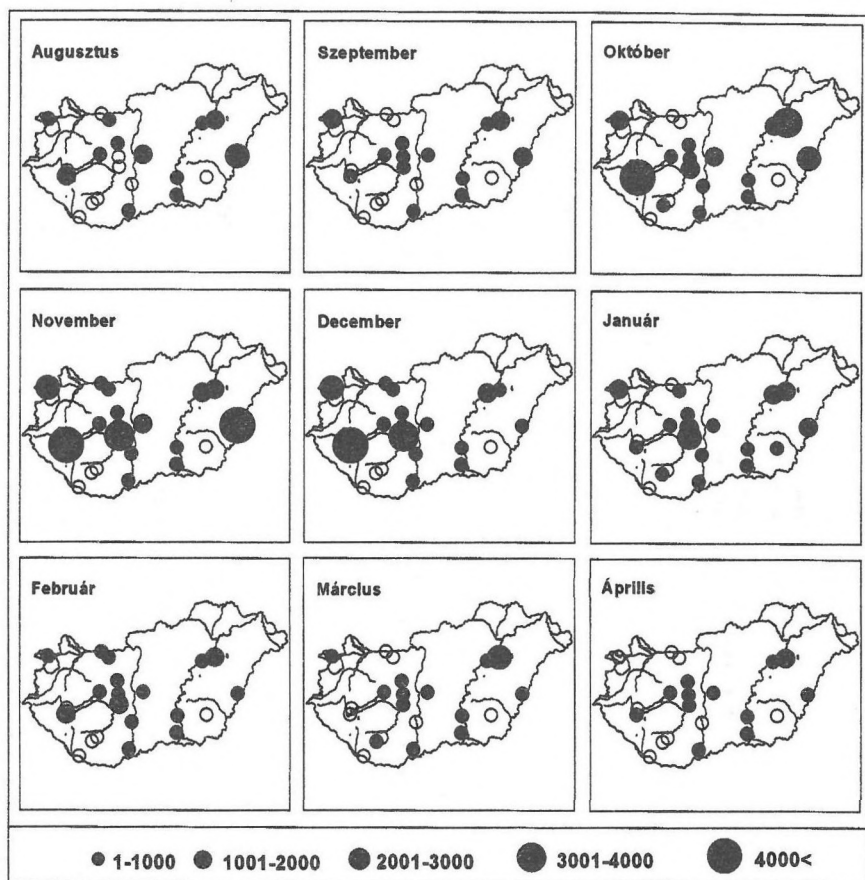 Augusztus
Szeptember
Október
November
December
Január
Február
Március
Április
1-1000
1001-2000
2001-3000
3001-4000
4000<